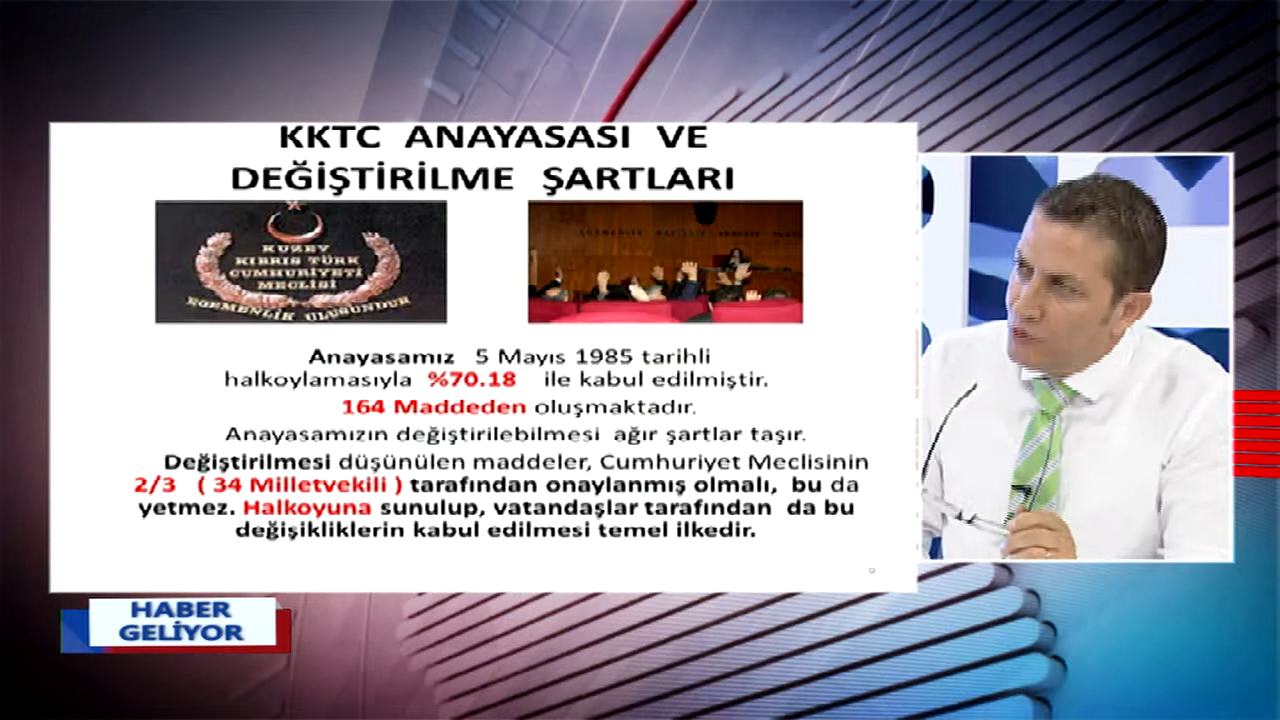 KKTC ANAYASASI VE
DEĞİŞTİRİLME ŞARTLARI
KUZEY
KIBRIS TÜRK
CUMHURİYETİ
MECLİSİ
EGEMENLİK ULUSUNDUR
Anayasamız 5 Mayıs 1985 tarihli
halkoylamasıyla %70.18 ile kabul edilmiştir.
164 Maddeden oluşmaktadır.
Anayasamızın değiştirilebilmesi ağır şartlar taşır.
Değiştirilmesi düşünülen maddeler, Cumhuriyet Meclisinin
2/3 ( 34 Milletvekili ) tarafından onaylanmış olmalı, bu da
yetmez. Halkoyuna sunulup, vatandaşlar tarafından da bu
değişikliklerin kabul edilmesi temel ilkedir.
9
HABER
GELİYOR